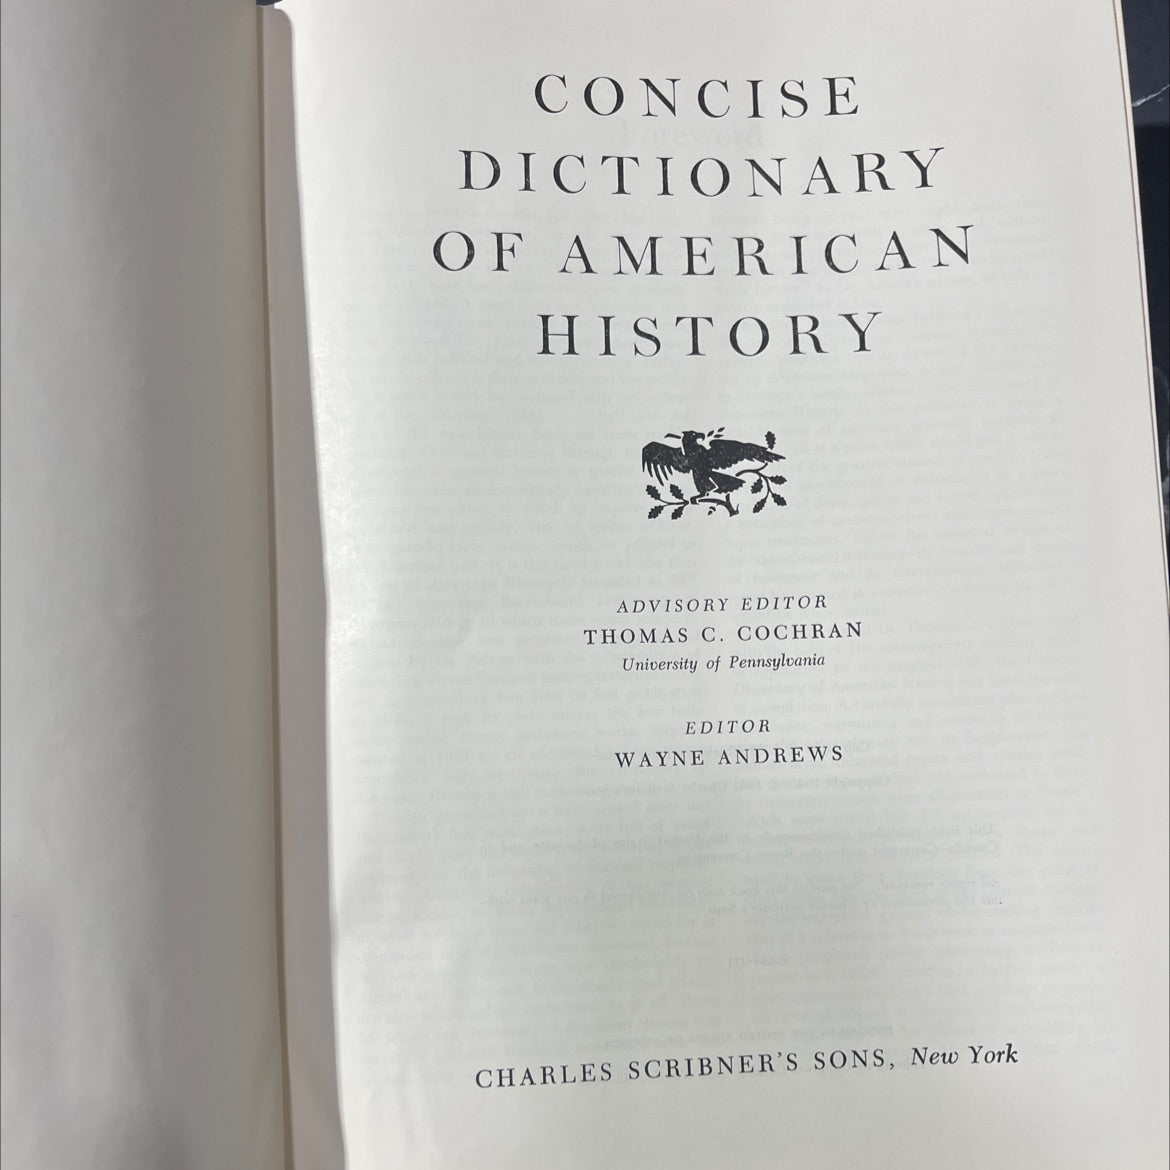 CONCISE
DICTIONARY
OF AMERICAN
HISTORY
ADVISORY EDITOR
THOMAS C. COCHRAN
University of Pennsylvania
EDITOR
WAYNE ANDREWS
CHARLES SCRIBNER'S SONS, New York